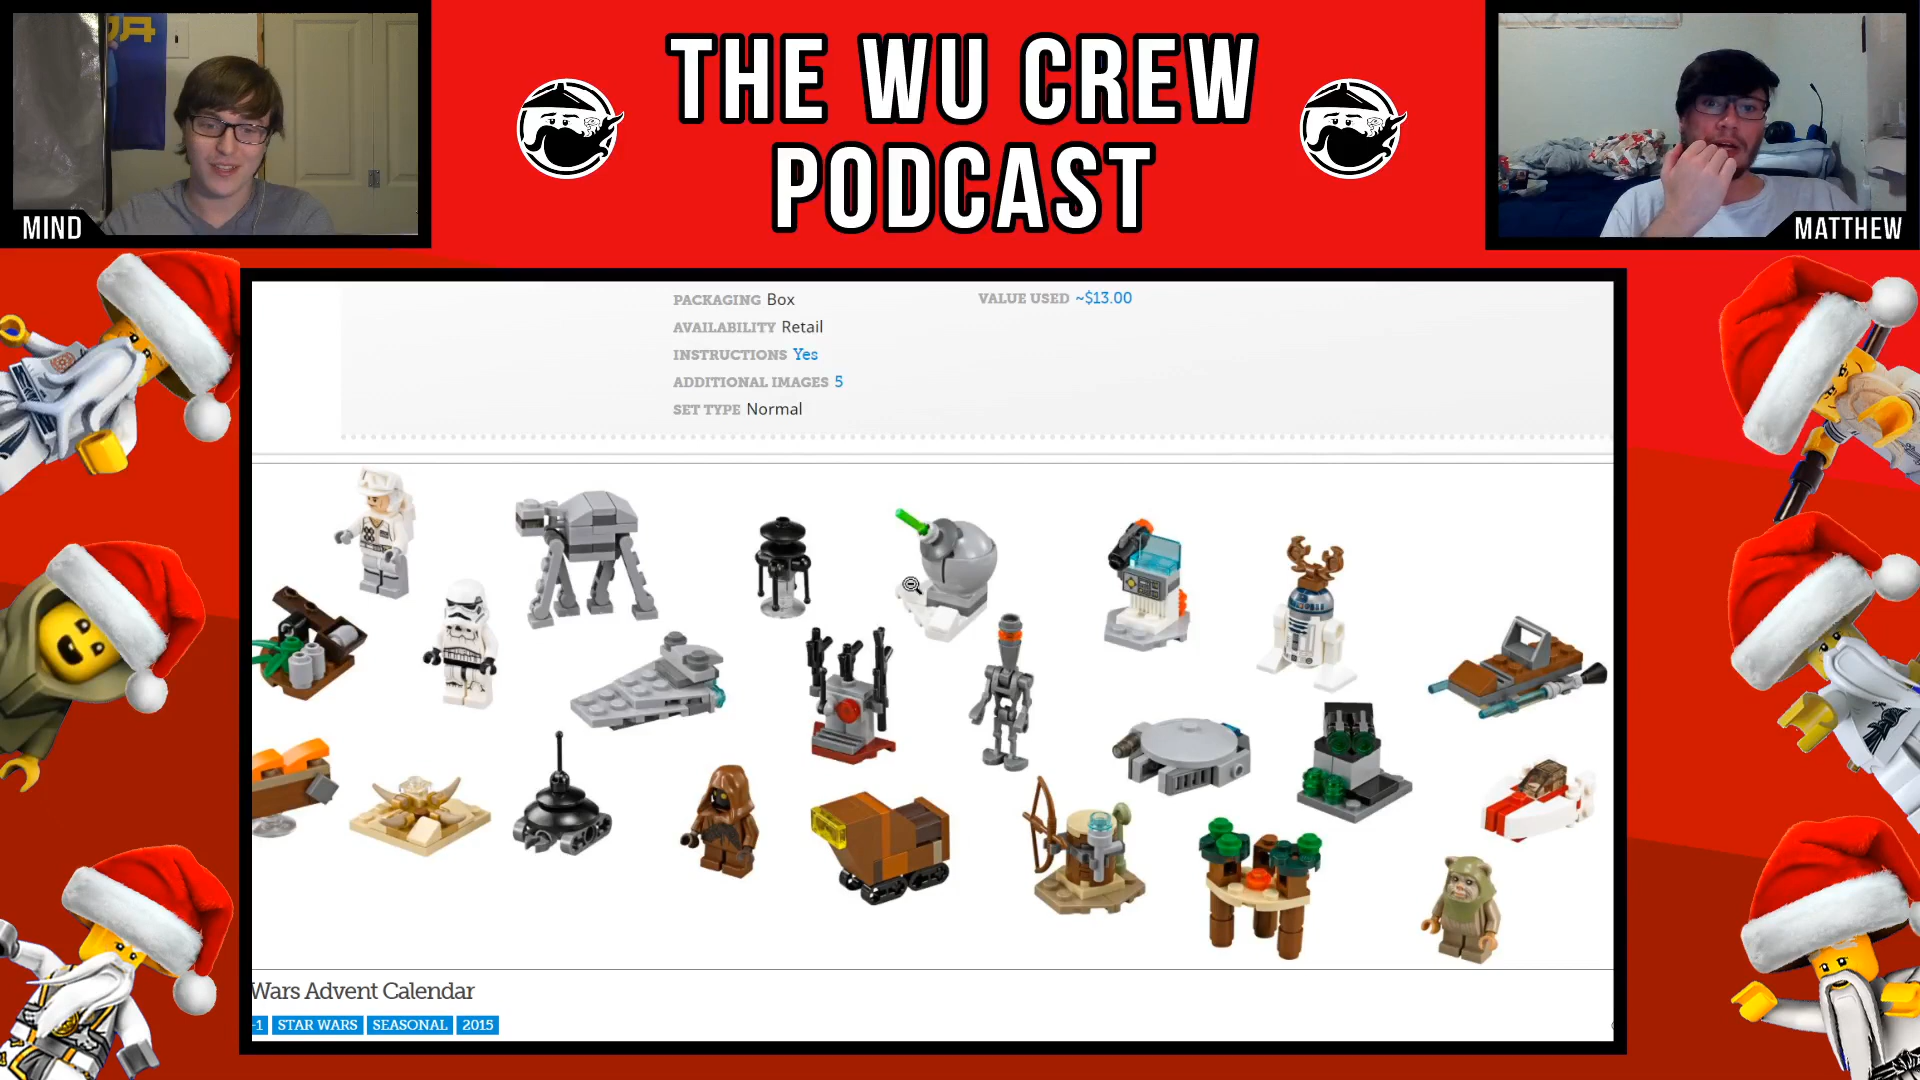 THE WU CREW
PODCAST
MIND
MATTHEW
PACKAGING Box
VALUE USED ~$13.00
AVAILABILITY Retail
INSTRUCTIONS Yes
ADDITIONAL IMAGES 5
SET TYPE Normal
Wars Advent Calendar
-1 STAR WARS SEASONAL 2015